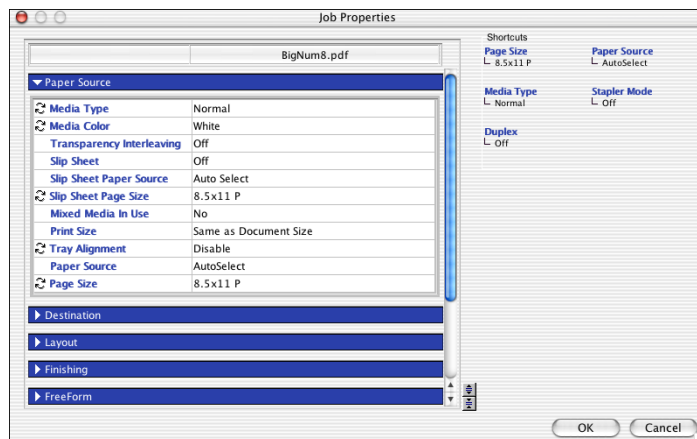 Job Properties
BigNum8.pdf
Paper Source
Media Type Normal
Media Color White
Transparency Interleaving Off
Slip Sheet Off
Slip Sheet Paper Source Auto Select
Slip Sheet Page Size 8.5x11 P
Mixed Media In Use No
Print Size Same as Document Size
Tray Alignment Disable
Paper Source AutoSelect
Page Size 8.5x11 P
Destination
Layout
Finishing
FreeForm
Shortcuts
Page Size Paper Source
8.5x11 P AutoSelect
Media Type Stapler Mode
Normal Off
Duplex
Off
OK Cancel